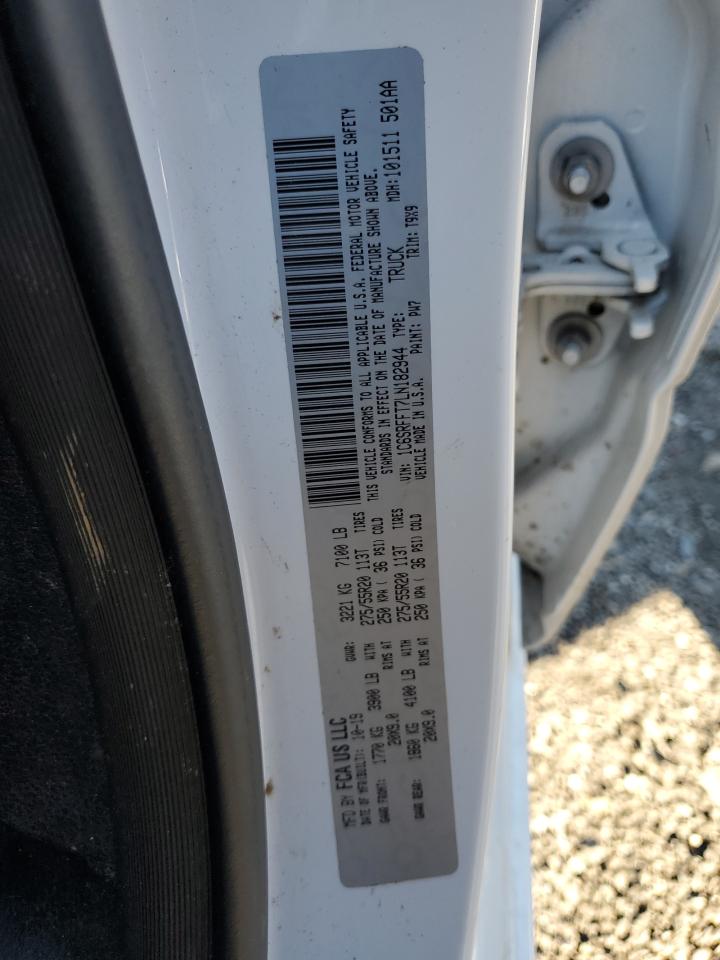 MFD BY FCA US LLC
DATE OF MFR(BUILT): 10-19 GVWR: 3221 KG 7100 LB
GAWR FRONT: 1770 KG 3900 LB WITH 275/55R20 113T TIRES
20X9.0 RIMS AT 250 KPA ( 36 PSI) COLD
GAWR REAR: 1860 KG 4100 LB WITH 275/55R20 113T TIRES
20X9.0 RIMS AT 250 KPA ( 36 PSI) COLD
THIS VEHICLE CONFORMS TO ALL APPLICABLE U.S.A. FEDERAL MOTOR VEHICLE SAFETY
STANDARDS IN EFFECT ON THE DATE OF MANUFACTURE SHOWN ABOVE.
VIN: 1C6SRFFT7LN182944 TYPE: TRUCK MDH:101511 501AA
VEHICLE MADE IN U.S.A. PAINT: PW7 TRIM: T9X9